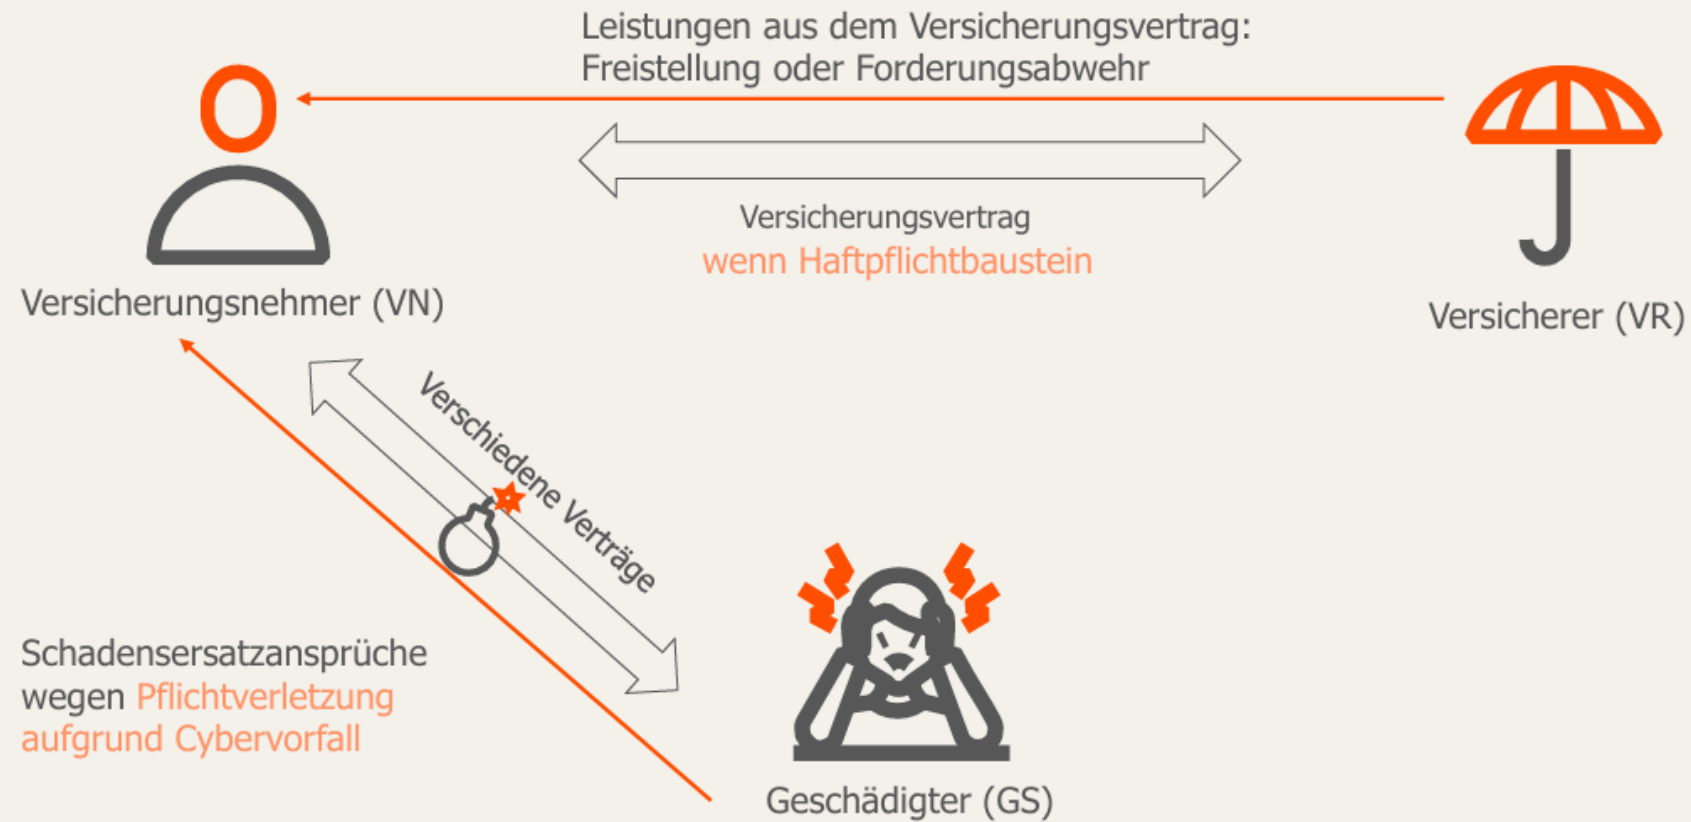 Leistungen aus dem Versicherungsvertrag:
Freistellung oder Forderungsabwehr
Versicherungsvertrag
wenn Haftpflichtbaustein
Versicherungsnehmer (VN)
Versicherer (VR)
Verschiedene Verträge
Schadensersatzansprüche
wegen Pflichtverletzung
aufgrund Cybervorfall
Geschädigter (GS)